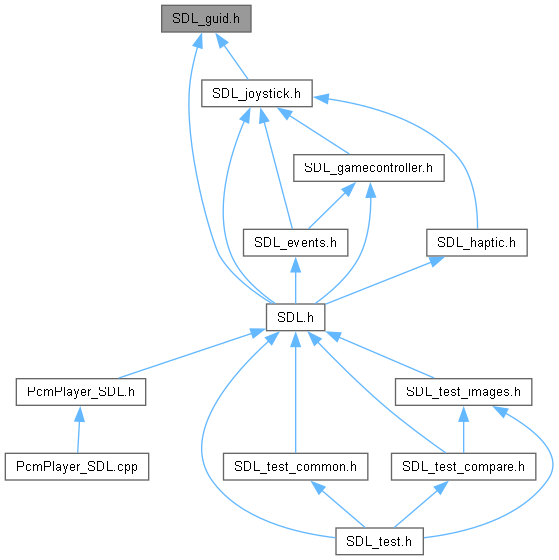 SDL_guid.h
SDL_joystick.h
SDL_gamecontroller.h
SDL_events.h
SDL_haptic.h
SDL.h
PcmPlayer_SDL.h
SDL_test_images.h
PcmPlayer_SDL.cpp
SDL_test_common.h
SDL_test_compare.h
SDL_test.h